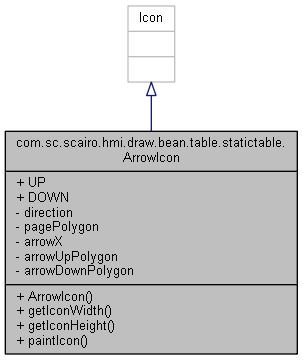 Icon
com.sc.scairo.hmi.draw.bean.table.statictable.
ArrowIcon
+ UP
+ DOWN
- direction
- pagePolygon
- arrowX
- arrowUpPolygon
- arrowDownPolygon
+ ArrowIcon()
+ getIconWidth()
+ getIconHeight()
+ paintIcon()